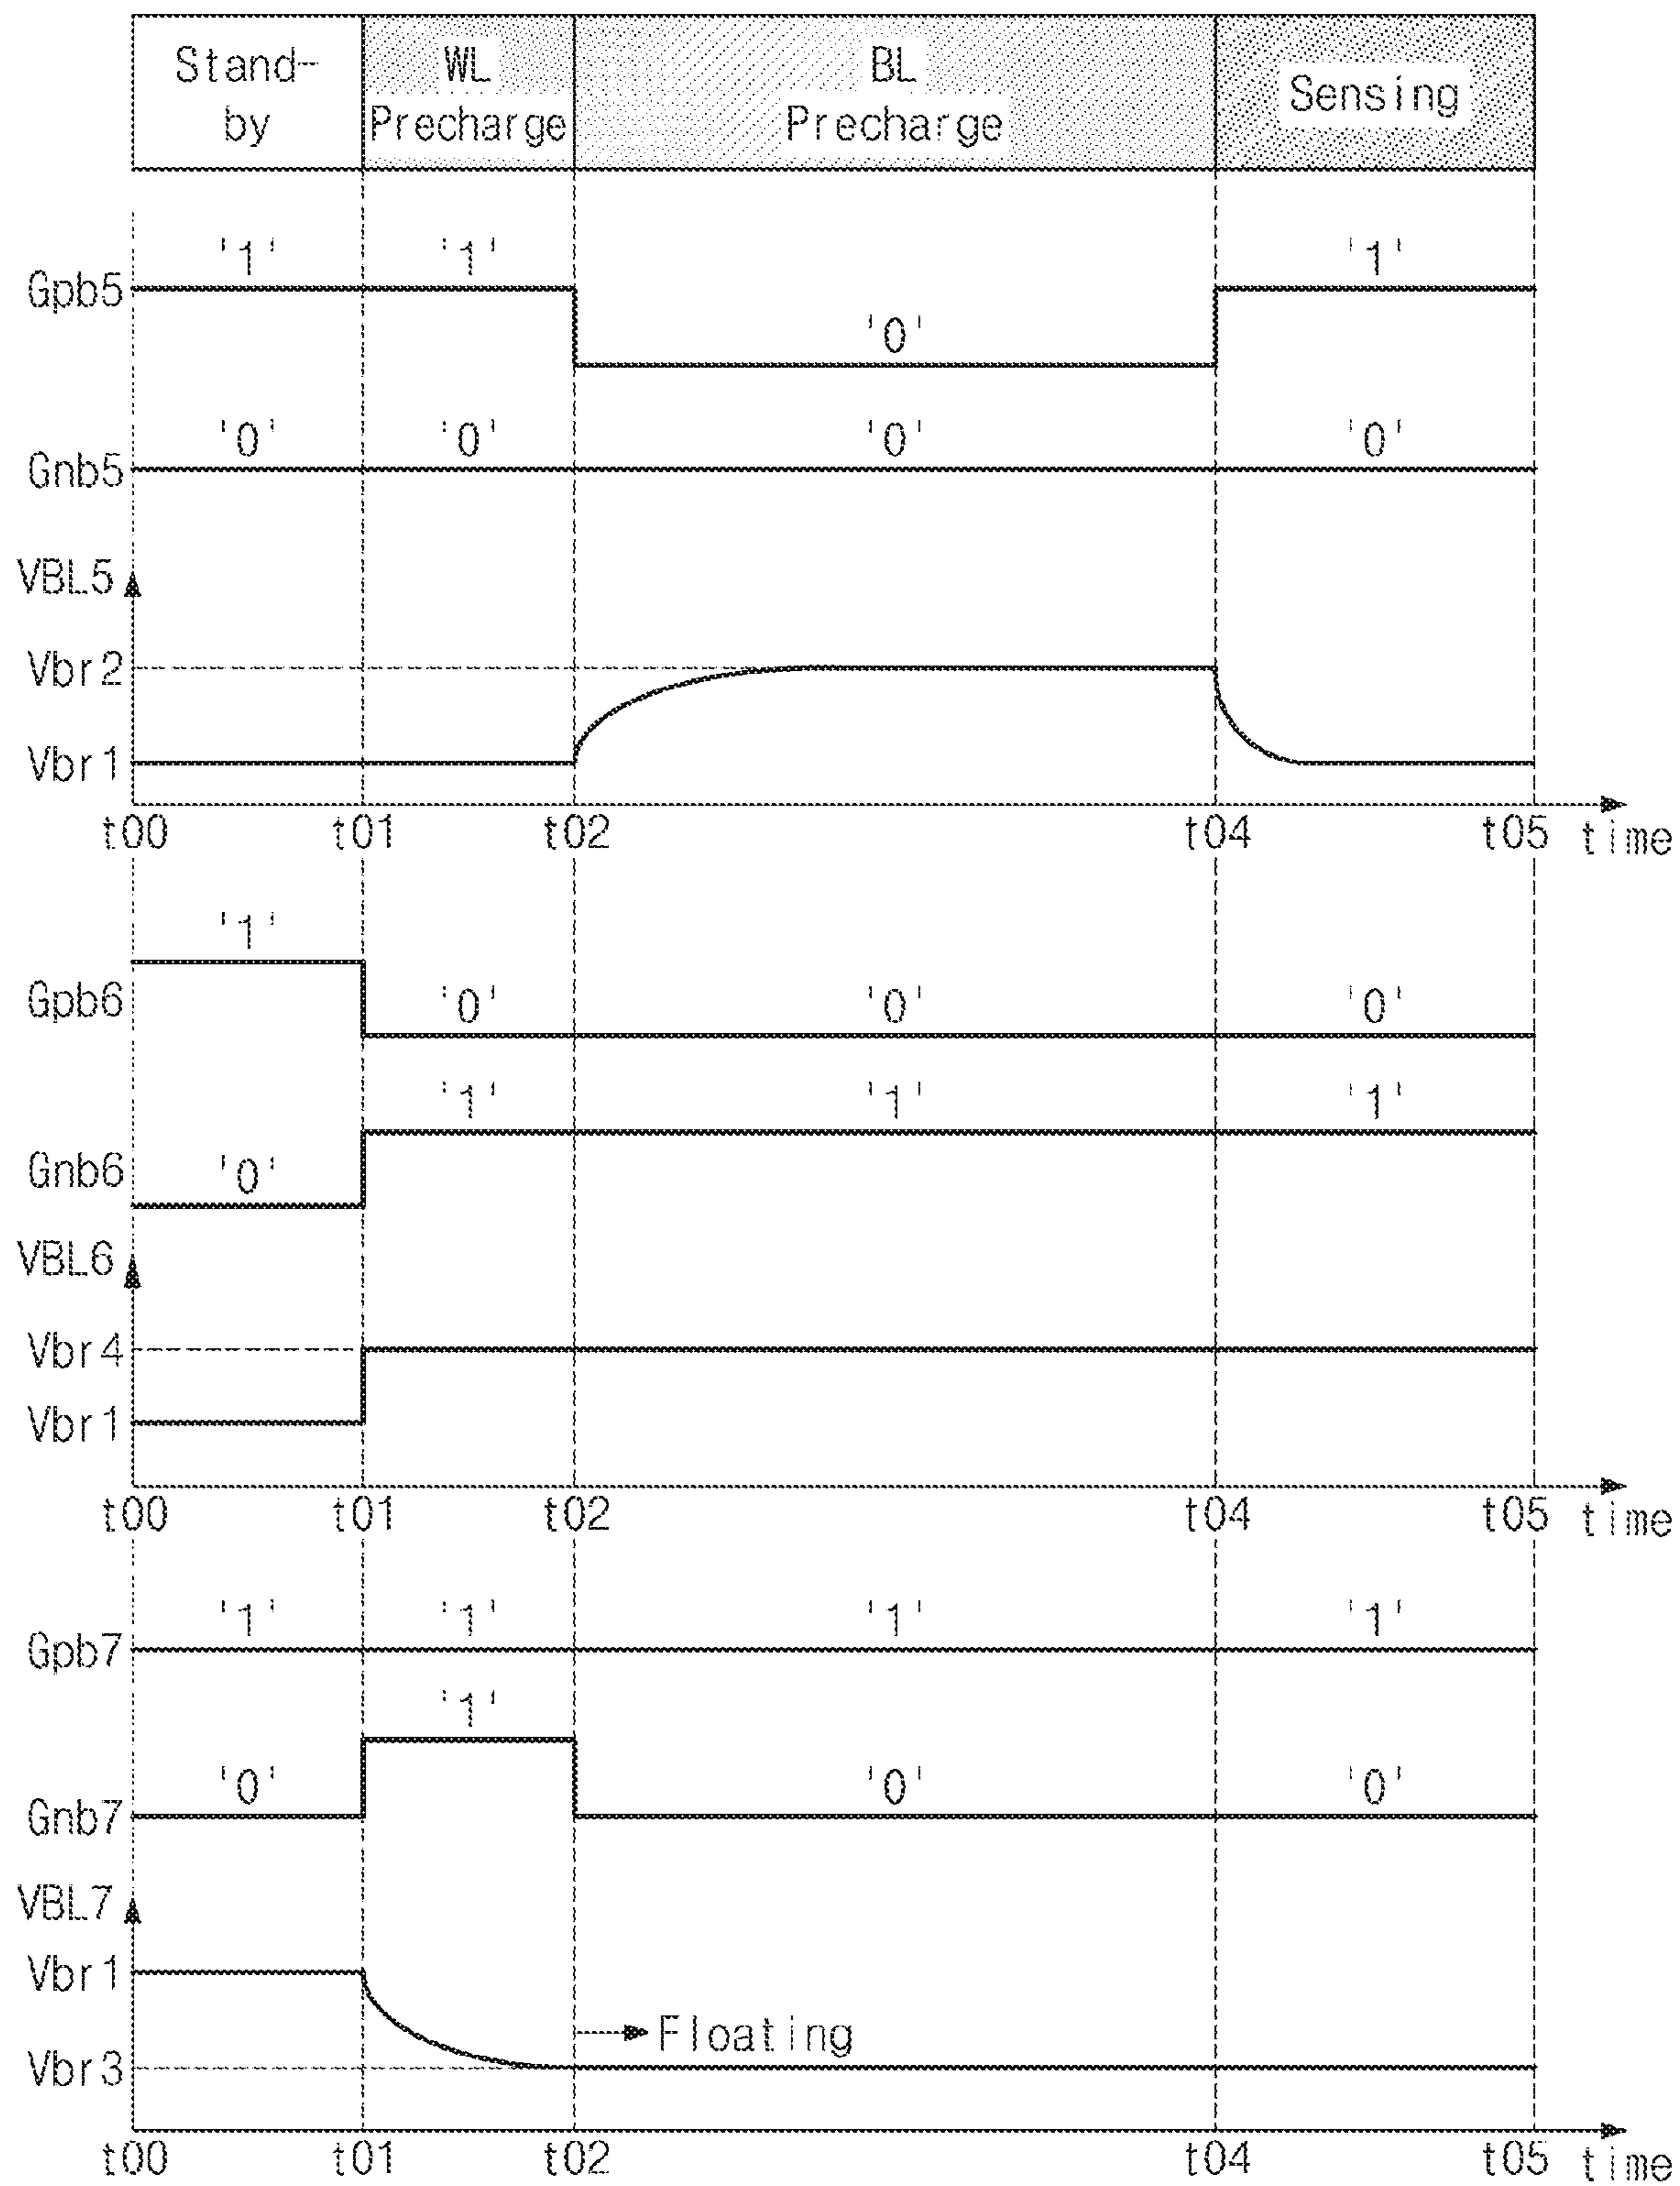 Stand-
by
WL
Precharge
BL
Precharge
Sensing
'1' '1' '1'
Gpb5
'0'
'0' '0' '0' '0'
Gnb5
VBL5
Vbr2
Vbr1
t00 t01 t02 t04 t05 time
'1'
Gpb6 '0' '0' '0'
'1' '1' '1'
Gnb6 '0'
VBL6
Vbr4
Vbr1
t00 t01 t02 t04 t05 time
'1' '1' '1' '1'
Gpb7
'1'
'0' '0' '0'
Gnb7
VBL7
Vbr1
Floating
Vbr3
t00 t01 t02 t04 t05 time